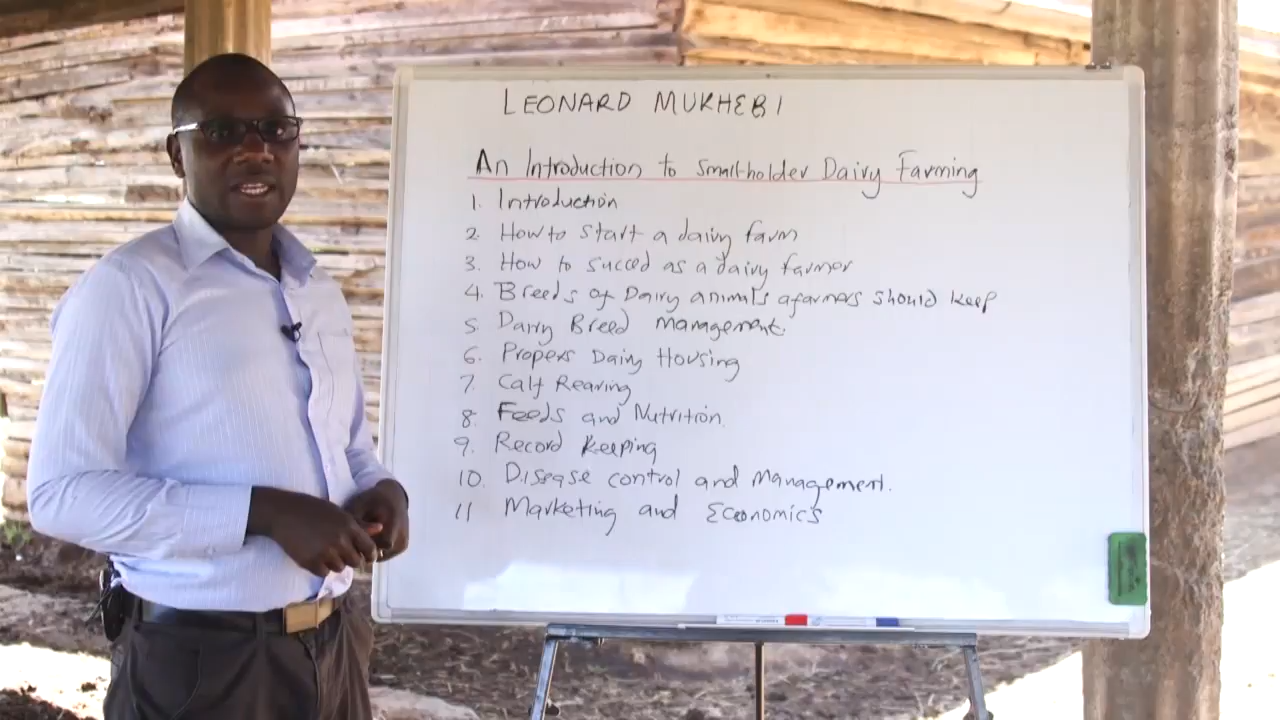 LEONARD MUKHEBI
An Introduction to Smallholder Dairy Farming
1. Introduction
2. How to start a dairy farm
3. How to succed as a dairy farmer
4. Breeds of Dairy animals afarmers should keep
5. Dairy Breed Management.
6. Propers Dairy Housing
7. Calf Rearing
8. Feeds and Nutrition.
9. Record Keeping
10. Disease control and Management.
11 Marketing and Economics